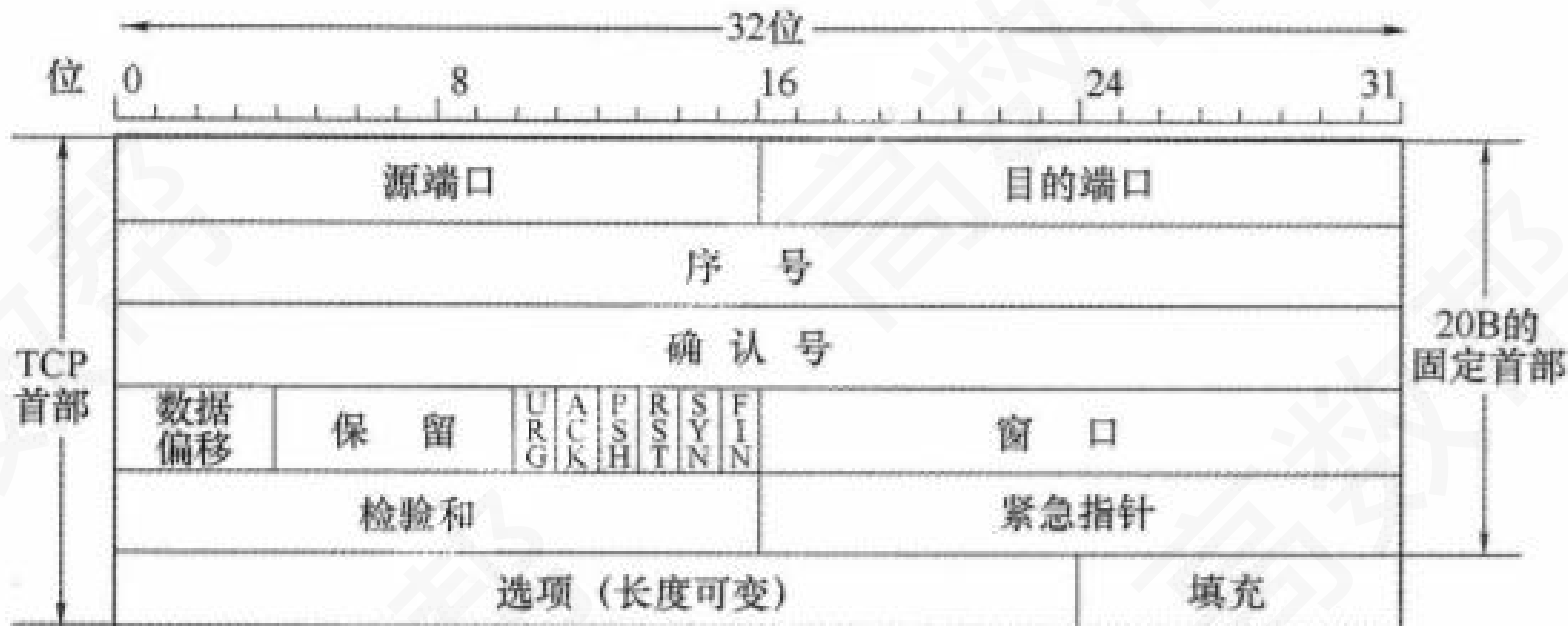 32位
位 0 8 16 24 31
源端口 目的端口
序 号
确 认 号
TCP
首部
20B的
固定首部
数据
偏移
保 留
URG
ACK
PSH
RST
SYN
FIN
窗 口
检验和 紧急指针
选项 (长度可变) 填充